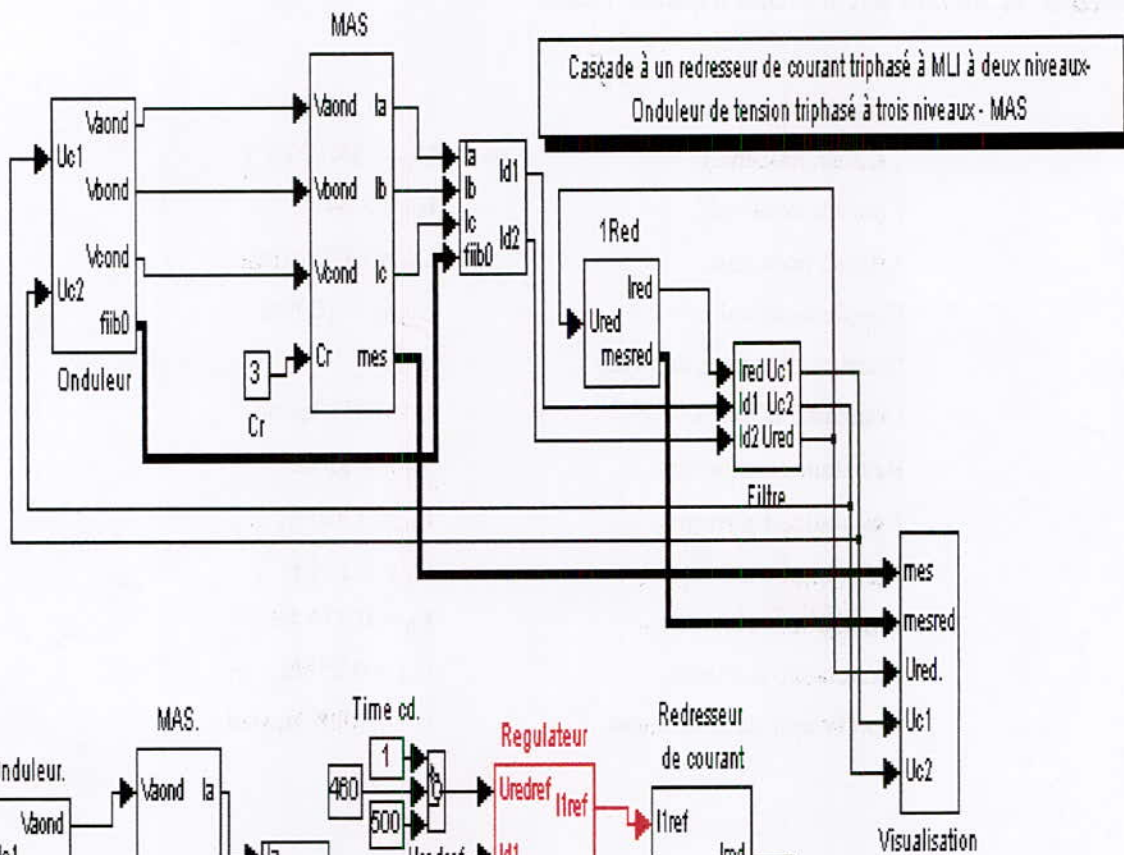 MAS
Cascade à un redresseur de courant triphasé à MLI à deux niveaux-
Onduleur de tension triphasé à trois niveaux - MAS
Uc1
Uc2
Vaond
Vbond
Vcond
fiib0
Onduleur
Vaond
Vbond
Vcond
Cr
Ia
Ib
Ic
mes
3
Cr
Ia
Ib
Ic
fiib0
Id1
Id2
1Red
Ured
Ired
mesred
Ired Uc1
Id1 Uc2
Id2 Ured
Filtre
mes
mesred
Ured.
Uc1
Uc2
Visualisation
nduleur.
Vaond
MAS.
Vaond
Ia
Ia
Time cd.
1
460
500
Regulateur
Uredref
I1ref
Id1
Redresseur
de courant
I1ref